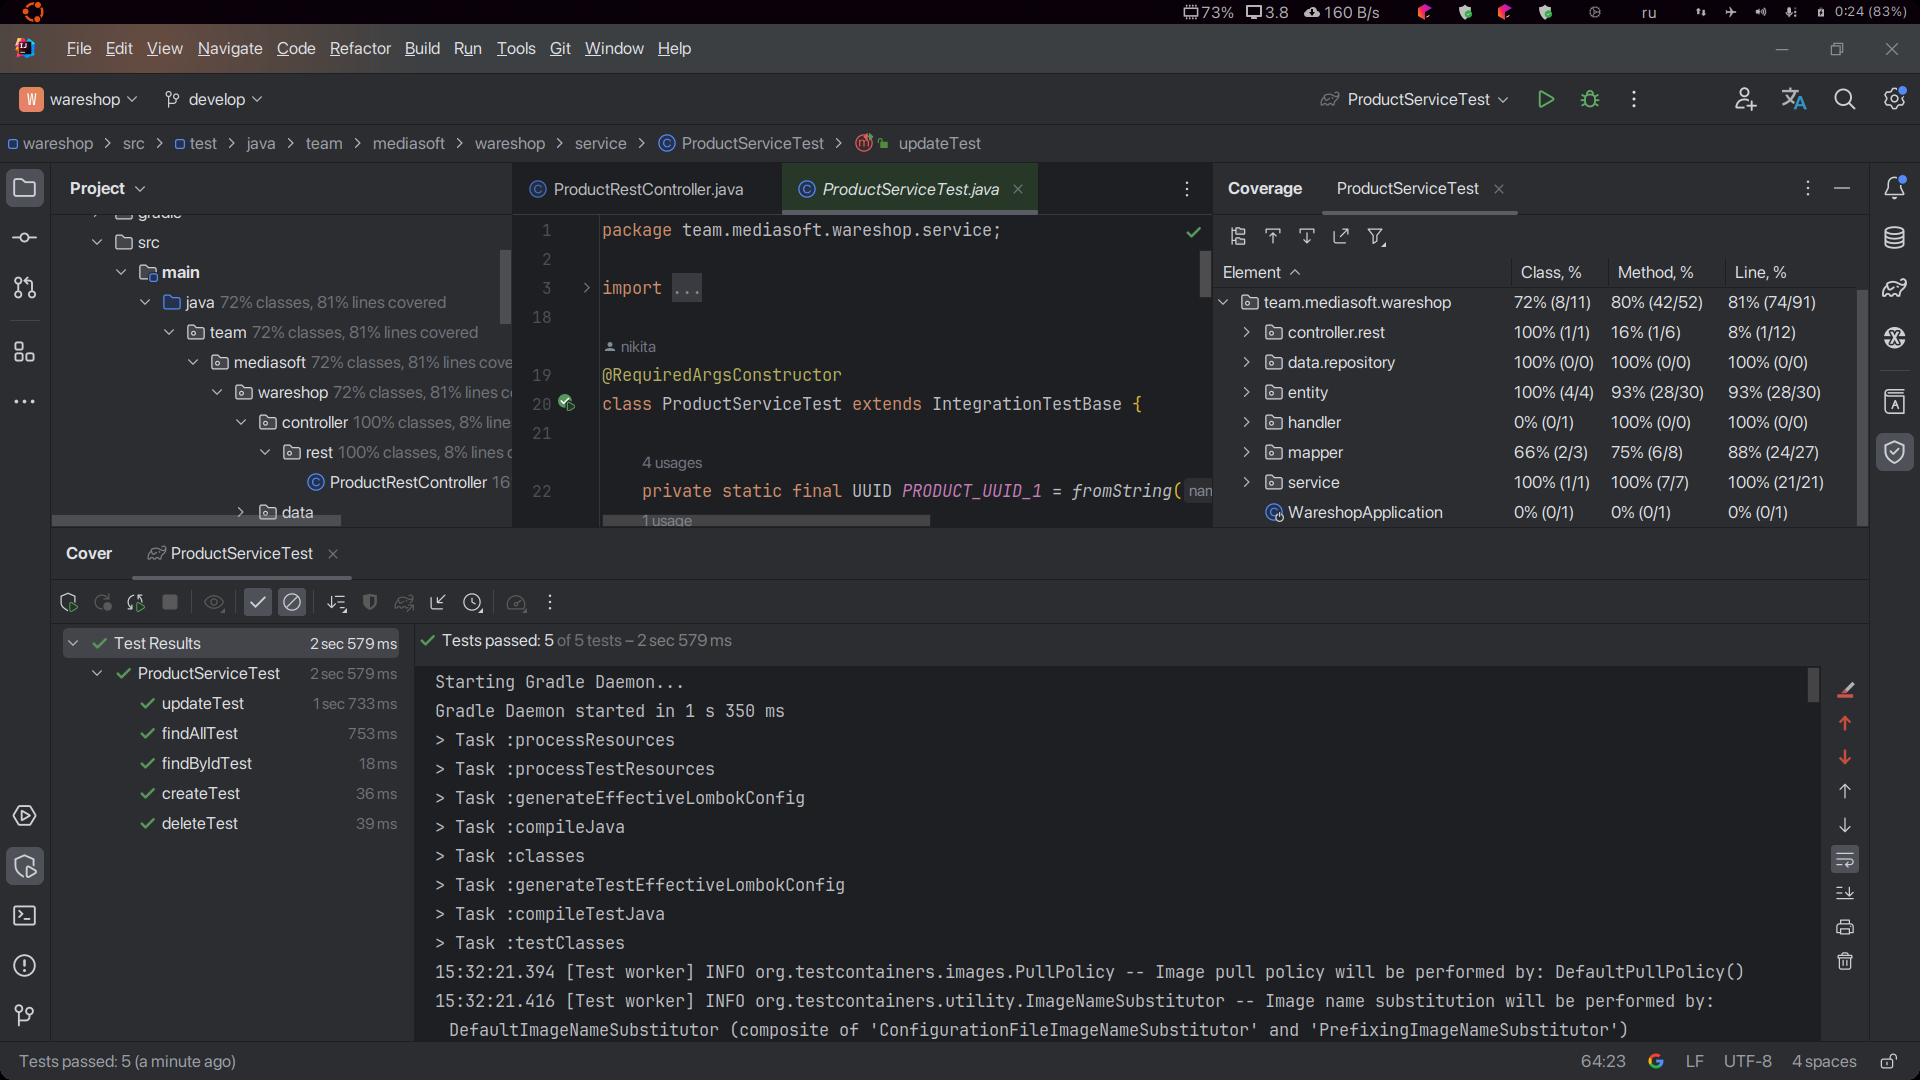 73% 3.8 160 B/s ru 0:24 (83%)
File Edit View Navigate Code Refactor Build Run Tools Git Window Help
W wareshop develop ProductServiceTest
wareshop src test java team mediasoft wareshop service ProductServiceTest updateTest
Project
gradle
src
main
java 72% classes, 81% lines covered
team 72% classes, 81% lines covered
mediasoft 72% classes, 81% lines cove
wareshop 72% classes, 81% lines c
controller 100% classes, 8% line
rest 100% classes, 8% lines c
ProductRestController 16
data
ProductRestController.java ProductServiceTest.java
1 package team.mediasoft.wareshop.service;
2
3 import ...
18
nikita
19 @RequiredArgsConstructor
20 class ProductServiceTest extends IntegrationTestBase {
21
4 usages
22 private static final UUID PRODUCT_UUID_1 = fromString( nam
1 usage
Coverage ProductServiceTest
Element Class, % Method, % Line, %
team.mediasoft.wareshop 72% (8/11) 80% (42/52) 81% (74/91)
controller.rest 100% (1/1) 16% (1/6) 8% (1/12)
data.repository 100% (0/0) 100% (0/0) 100% (0/0)
entity 100% (4/4) 93% (28/30) 93% (28/30)
handler 0% (0/1) 100% (0/0) 100% (0/0)
mapper 66% (2/3) 75% (6/8) 88% (24/27)
service 100% (1/1) 100% (7/7) 100% (21/21)
WareshopApplication 0% (0/1) 0% (0/1) 0% (0/1)
Cover ProductServiceTest
Test Results 2 sec 579 ms
ProductServiceTest 2 sec 579 ms
updateTest 1 sec 733 ms
findAllTest 753 ms
findByIdTest 18 ms
createTest 36 ms
deleteTest 39 ms
Tests passed: 5 of 5 tests – 2 sec 579 ms
Starting Gradle Daemon...
Gradle Daemon started in 1 s 350 ms
> Task :processResources
> Task :processTestResources
> Task :generateEffectiveLombokConfig
> Task :compileJava
> Task :classes
> Task :generateTestEffectiveLombokConfig
> Task :compileTestJava
> Task :testClasses
15:32:21.394 [Test worker] INFO org.testcontainers.images.PullPolicy -- Image pull policy will be performed by: DefaultPullPolicy()
15:32:21.416 [Test worker] INFO org.testcontainers.utility.ImageNameSubstitutor -- Image name substitution will be performed by:
DefaultImageNameSubstitutor (composite of 'ConfigurationFileImageNameSubstitutor' and 'PrefixingImageNameSubstitutor')
Tests passed: 5 (a minute ago) 64:23 LF UTF-8 4 spaces